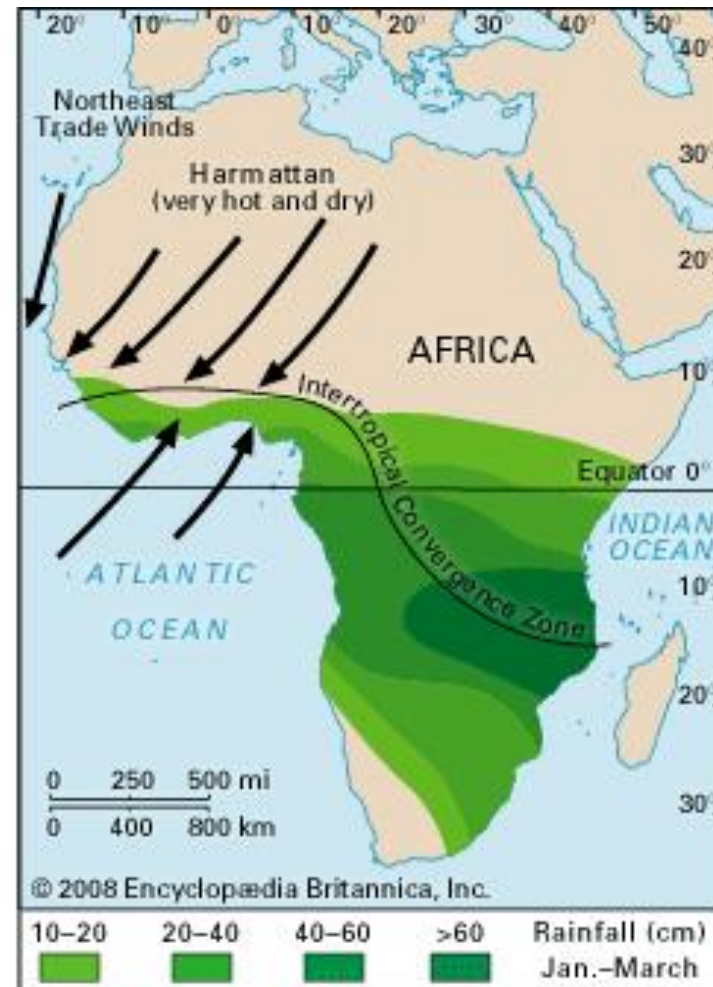 20° 10° 0° 10° 20° 30° 40° 50°
40°
Northeast
Trade Winds
30°
Harmattan
(very hot and dry)
20°
AFRICA
10°
Intertropical Convergence Zone
Equator 0°
INDIAN
OCEAN
ATLANTIC
OCEAN
10°
20°
0 250 500 mi
0 400 800 km
30°
© 2008 Encyclopædia Britannica, Inc.
10–20 20–40 40–60 >60 Rainfall (cm)
Jan.–March